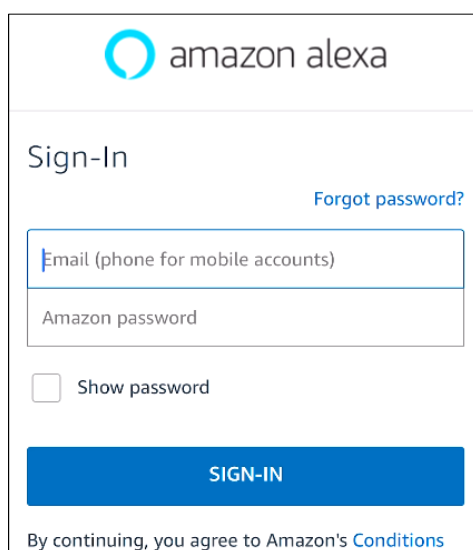 amazon alexa
Sign-In
Forgot password?
Email (phone for mobile accounts)
Amazon password
Show password
SIGN-IN
By continuing, you agree to Amazon's Conditions